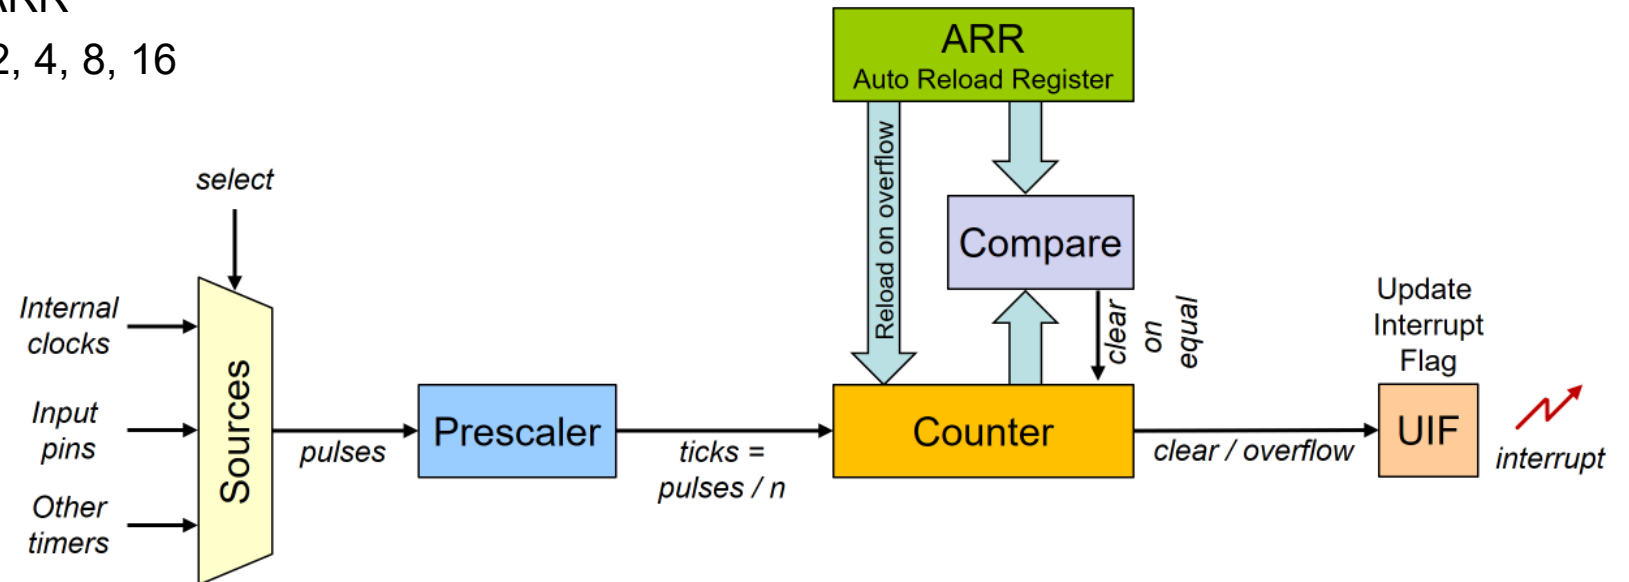 ARR
2, 4, 8, 16
ARR
Auto Reload Register
Reload on overflow
select
Compare
clear
on
equal
Internal
clocks
Input
pins
Other
timers
Sources
pulses
Prescaler
ticks =
pulses / n
Counter
clear / overflow
Update
Interrupt
Flag
UIF
interrupt